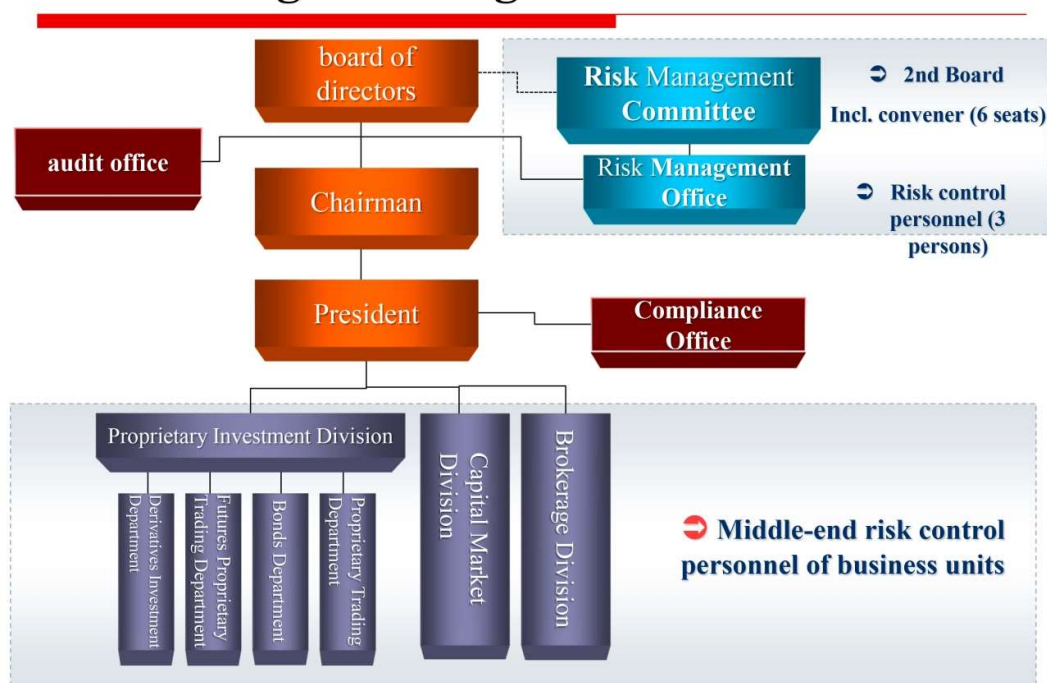 board of
directors
Risk Management
Committee
➲ 2nd Board
Incl. convener (6 seats)
audit office
Risk Management
Office
➲ Risk control
personnel (3
persons)
Chairman
President
Compliance
Office
Proprietary Investment Division
Derivatives Investment
Department
Futures Proprietary
Trading Department
Bonds Department
Proprietary Trading
Department
Capital Market
Division
Brokerage Division
➲ Middle-end risk control
personnel of business units